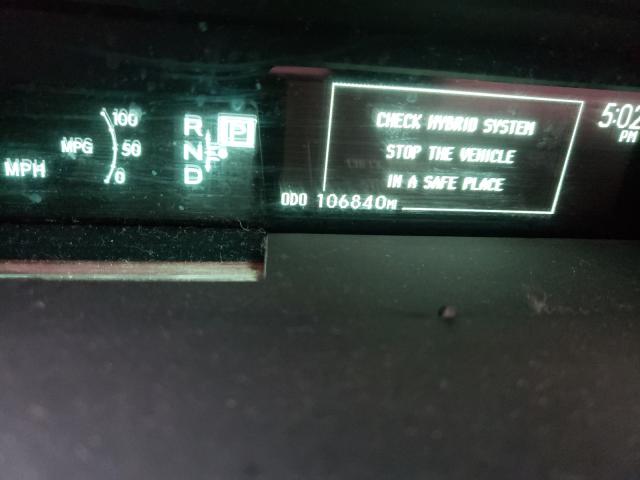 100
MPG 50
0
MPH
R P
N
D
CHECK HYBRID SYSTEM
STOP THE VEHICLE
IN A SAFE PLACE
ODO 106840MI
5:02
PM